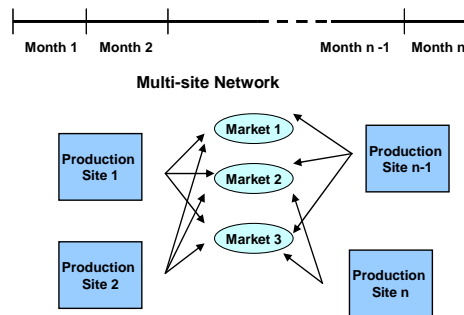 Month 1
Month 2
Month n -1
Month n
Multi-site Network
Market 1
Production
Site 1
Production
Site n-1
Market 2
Market 3
Production
Site 2
Production
Site n